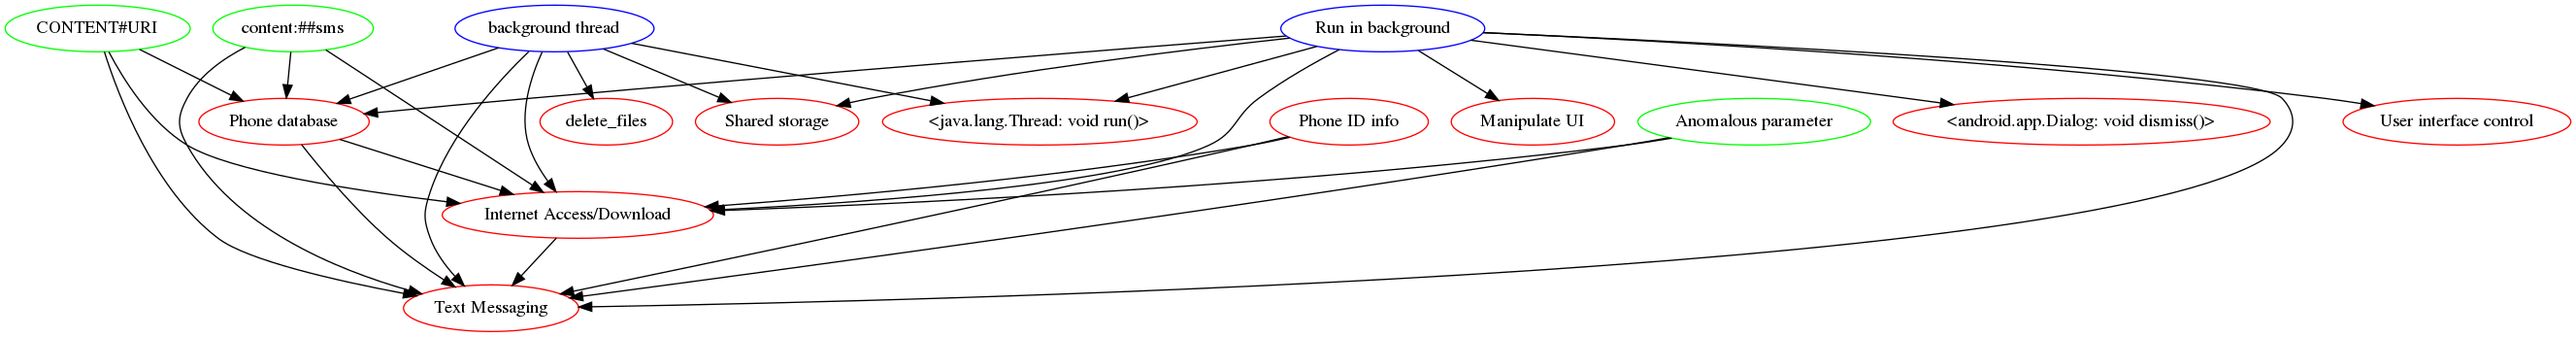 CONTENT#URI
content:##sms
background thread
Run in background
Phone database
delete_files
Shared storage
<java.lang.Thread: void run()>
Phone ID info
Manipulate UI
Anomalous parameter
<android.app.Dialog: void dismiss()>
User interface control
Internet Access/Download
Text Messaging